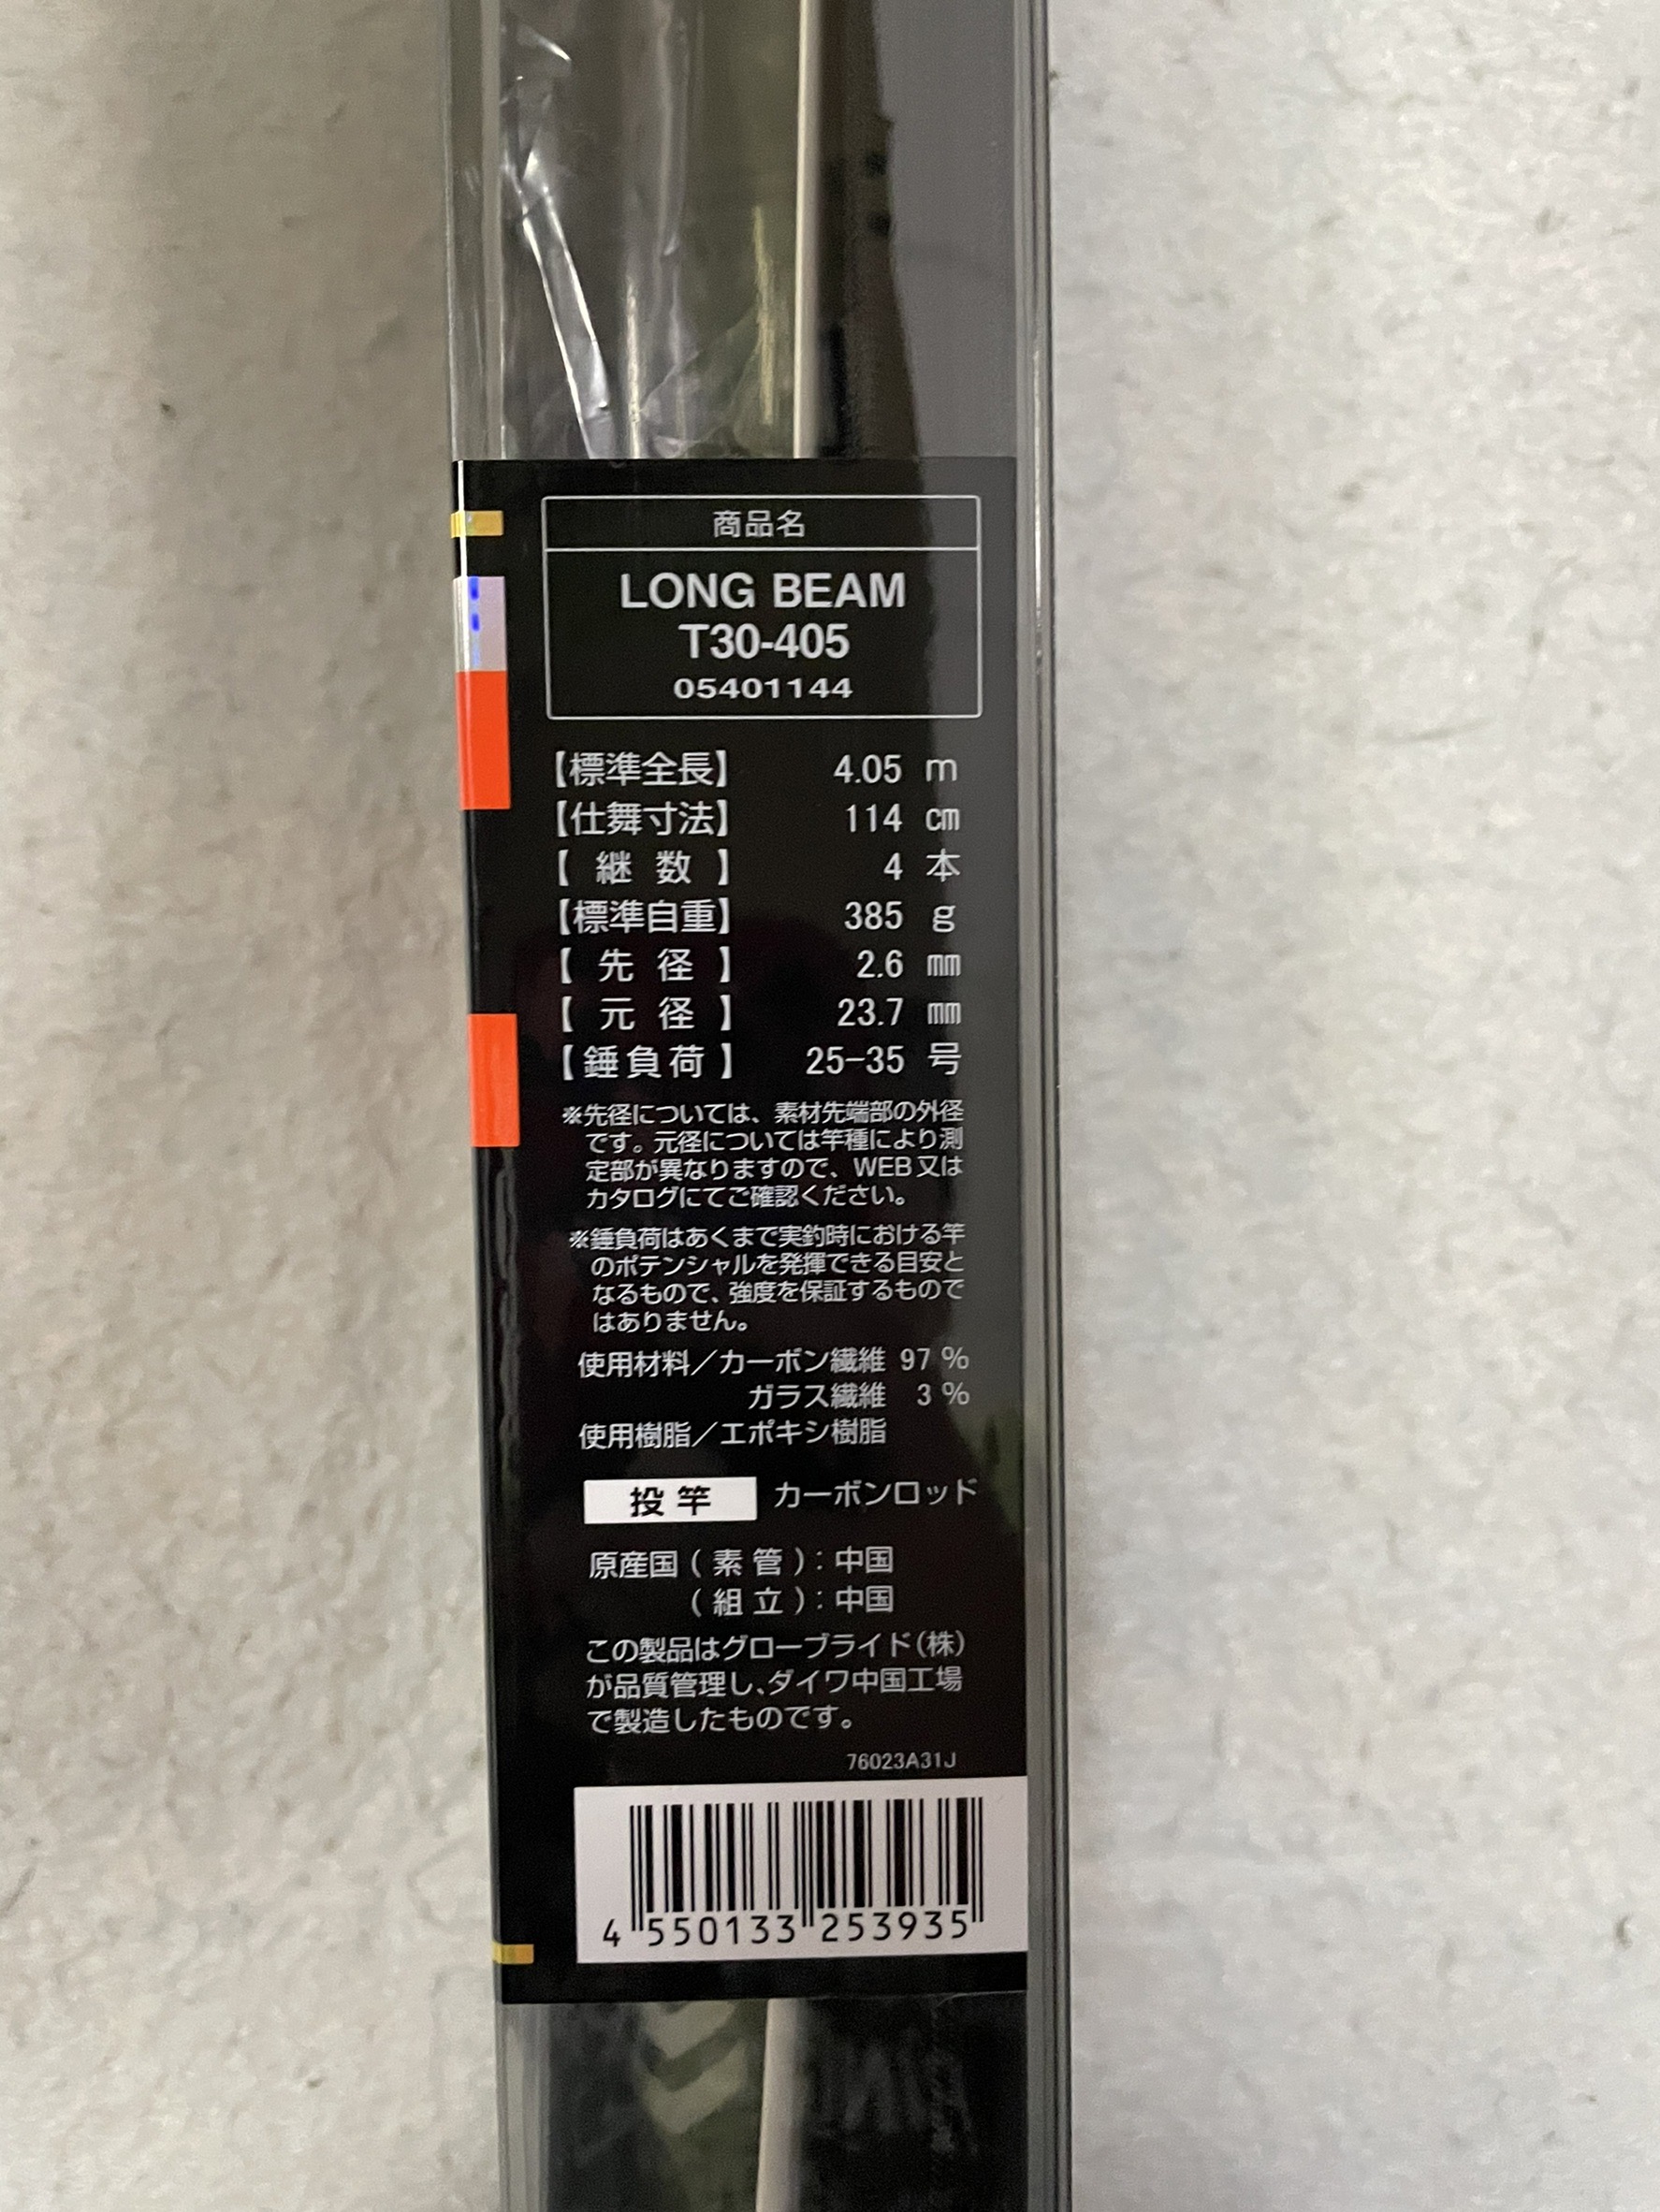 商品名
LONG BEAM
T30-405
05401144
【標準全長】 4.05 m
【仕舞寸法】 114 cm
【継数】 4 本
【標準自重】 385 g
【先径】 2.6 mm
【元径】 23.7 mm
【錘負荷】 25-35 号
※先径については、素材先端部の外径
です。元径については竿種により測
定部が異なりますので、WEB又は
カタログにてご確認ください。
※錘負荷はあくまで実釣時における竿
のポテンシャルを発揮できる目安と
なるもので、強度を保証するもので
はありません。
使用材料／カーボン繊維 97 %
ガラス繊維 3 %
使用樹脂／エポキシ樹脂
投竿 カーボンロッド
原産国(素管):中国
(組立):中国
この製品はグローブライド(株)
が品質管理し、ダイワ中国工場
で製造したものです。
76023A31J
4 550133 253935